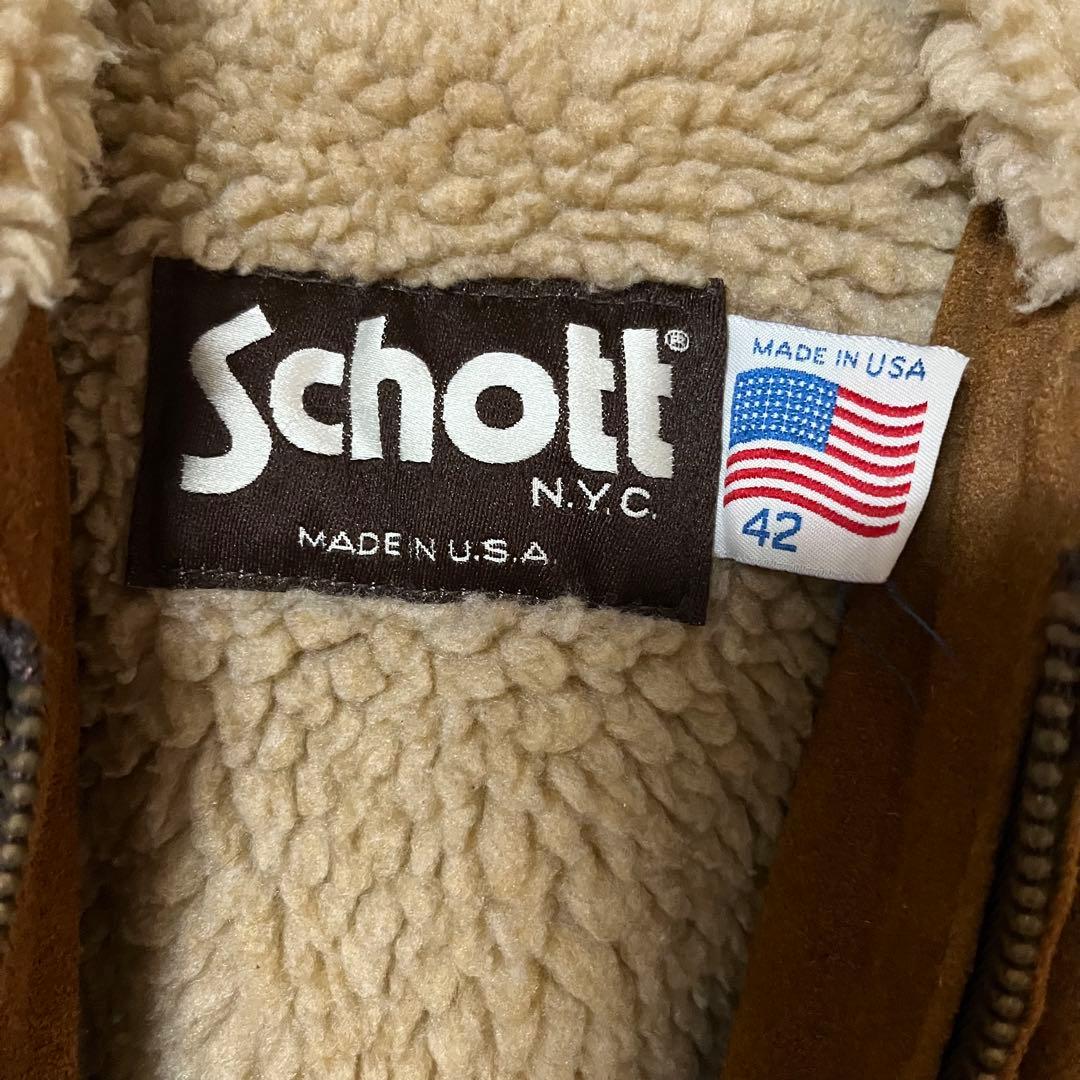 Schott®
N.Y.C.
MADE IN U.S.A.
MADE IN USA
42